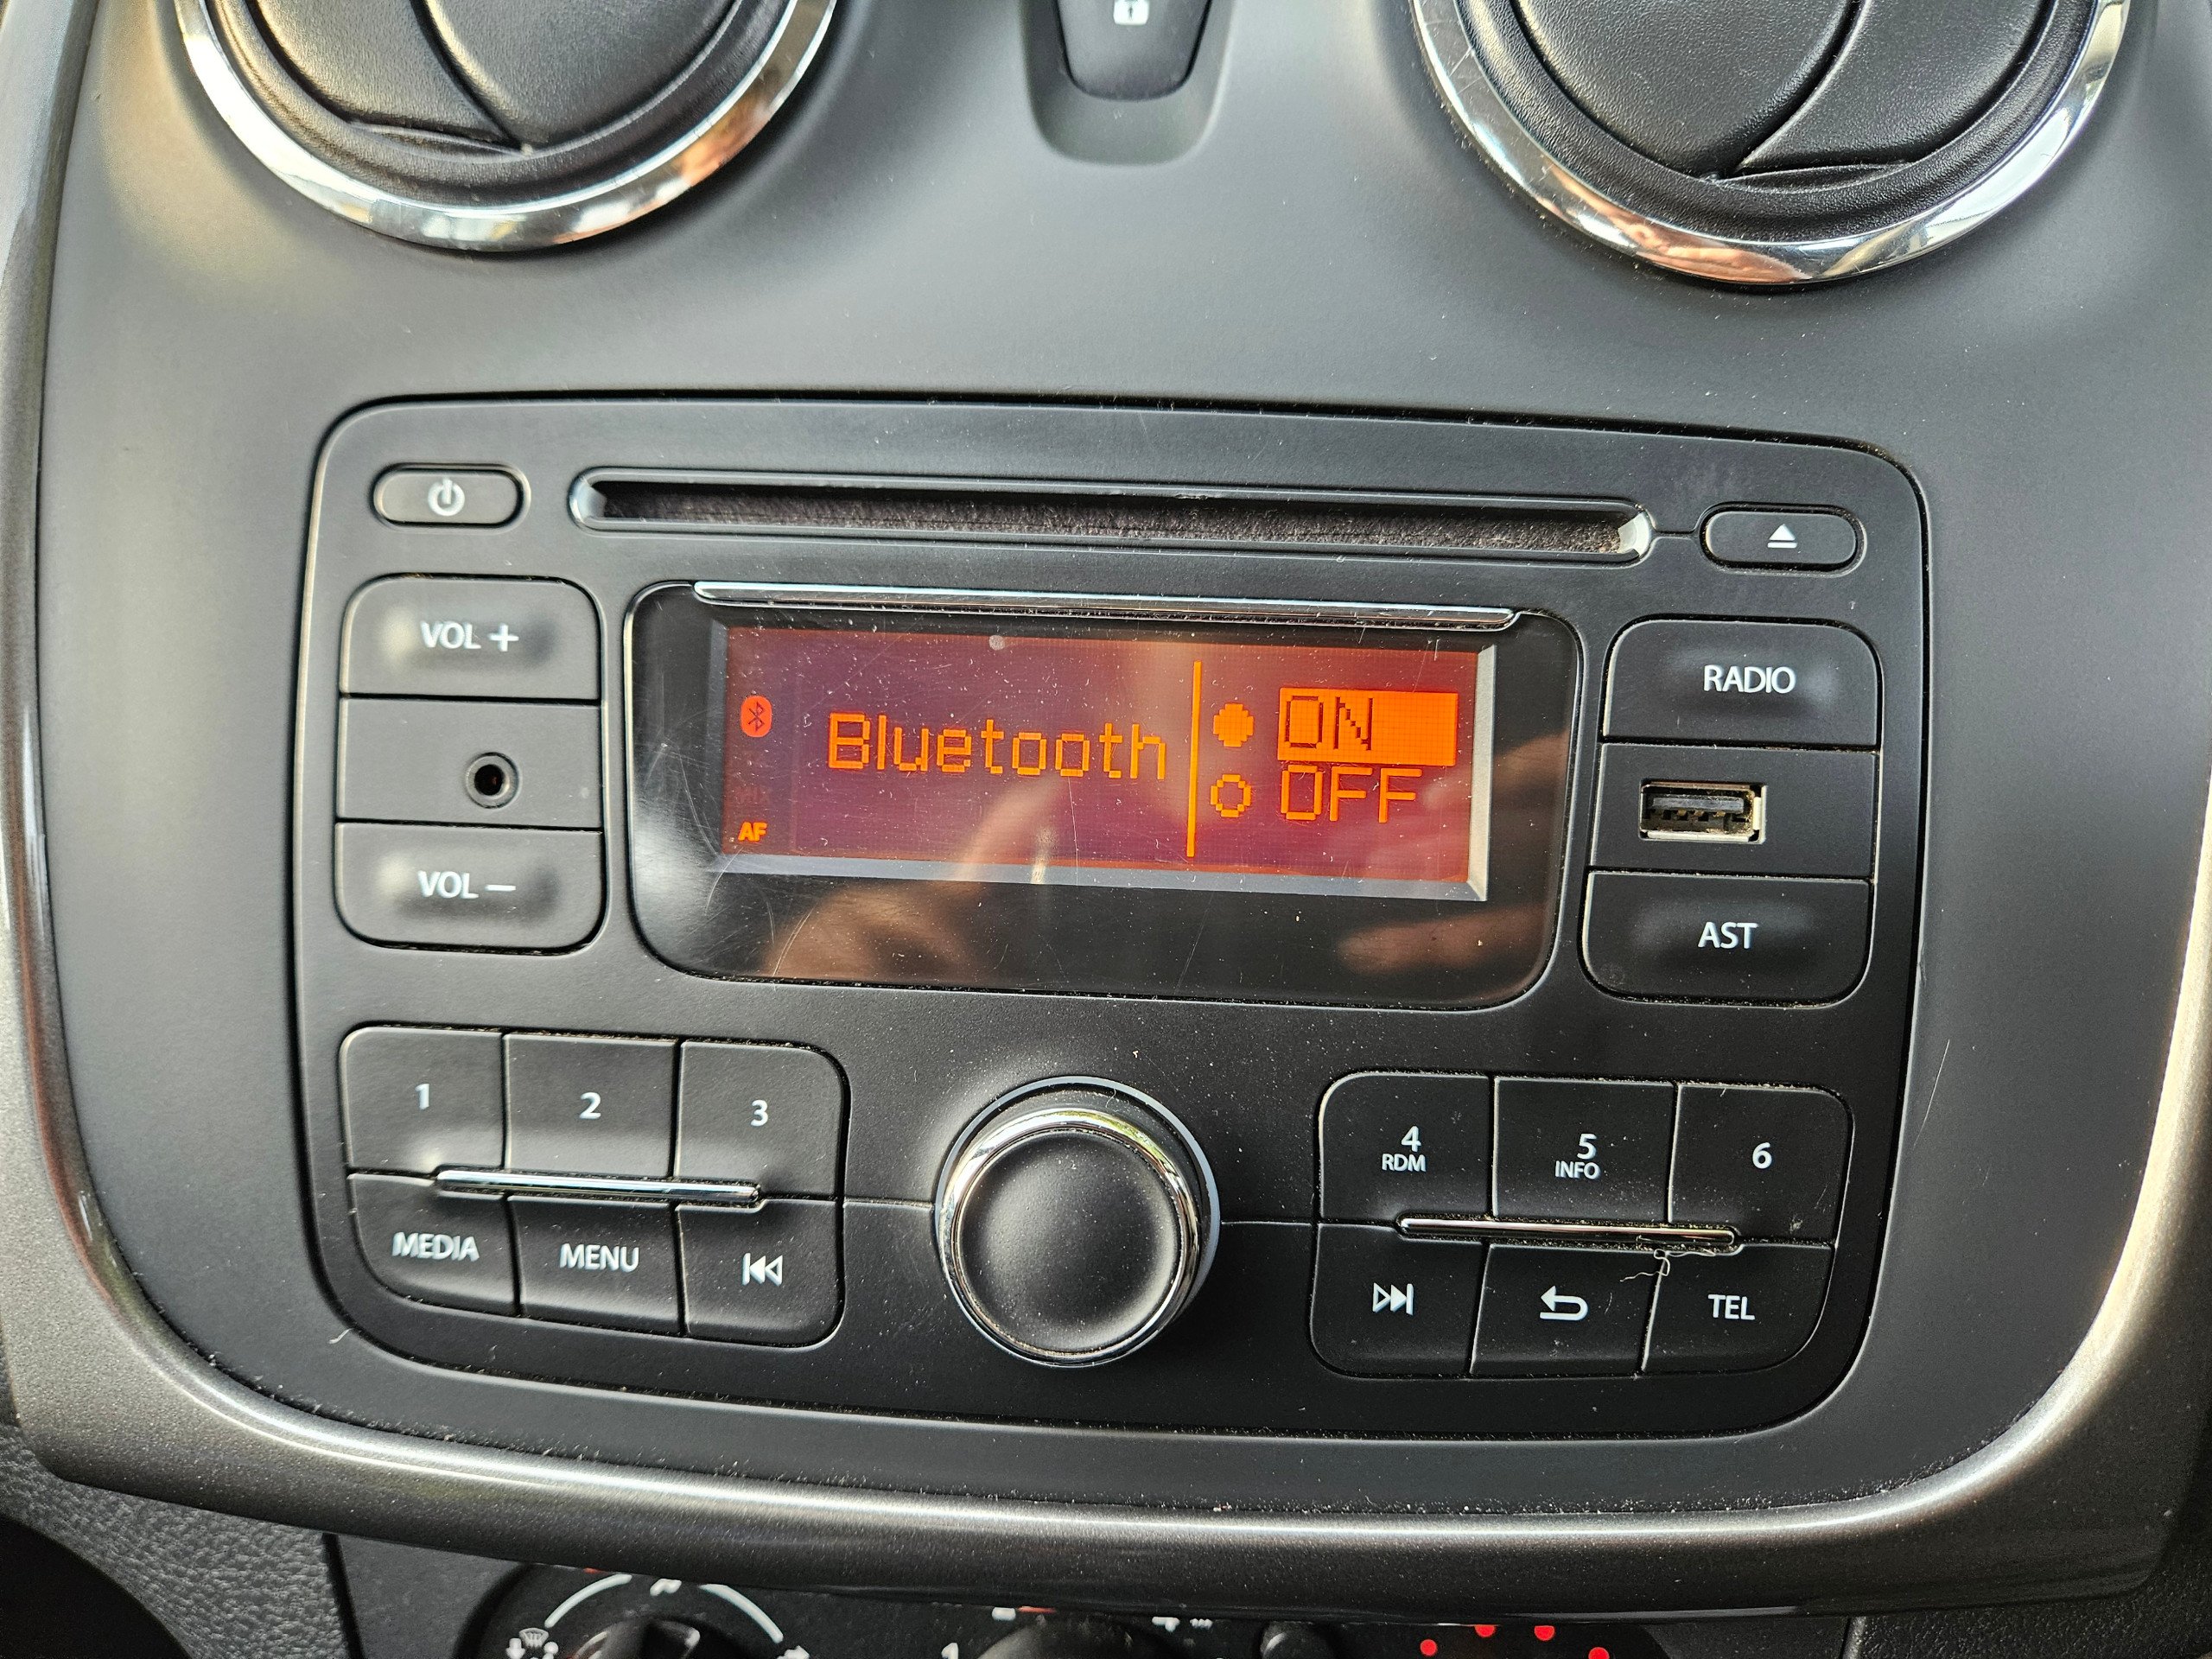 VOL +
Bluetooth
ON
OFF
RADIO
AF
VOL –
AST
1
2
3
4
RDM
5
INFO
6
MEDIA
MENU
TEL
1